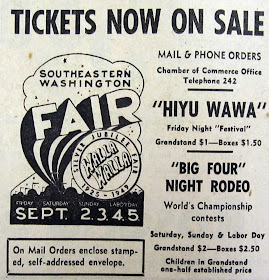 TICKETS NOW ON SALE
SOUTHEASTERN
WASHINGTON
FAIR
SILVER JUBILEE YEAR
WALLA
WALLA
FRIDAY SATURDAY SUNDAY LABOR DAY
SEPT. 2.3.4.5
On Mail Orders enclose stamp-
ed, self-addressed envelope.
MAIL & PHONE ORDERS
Chamber of Commerce Office
Telephone 242
"HIYU WAWA"
Friday Night "Festival"
Grandstand $1—Boxes $1.50
"BIG FOUR"
NIGHT RODEO
World's Championship
contests
Saturday, Sunday & Labor Day
Grandstand $2—Boxes $2.50
Children in Grandstand
one-half established price